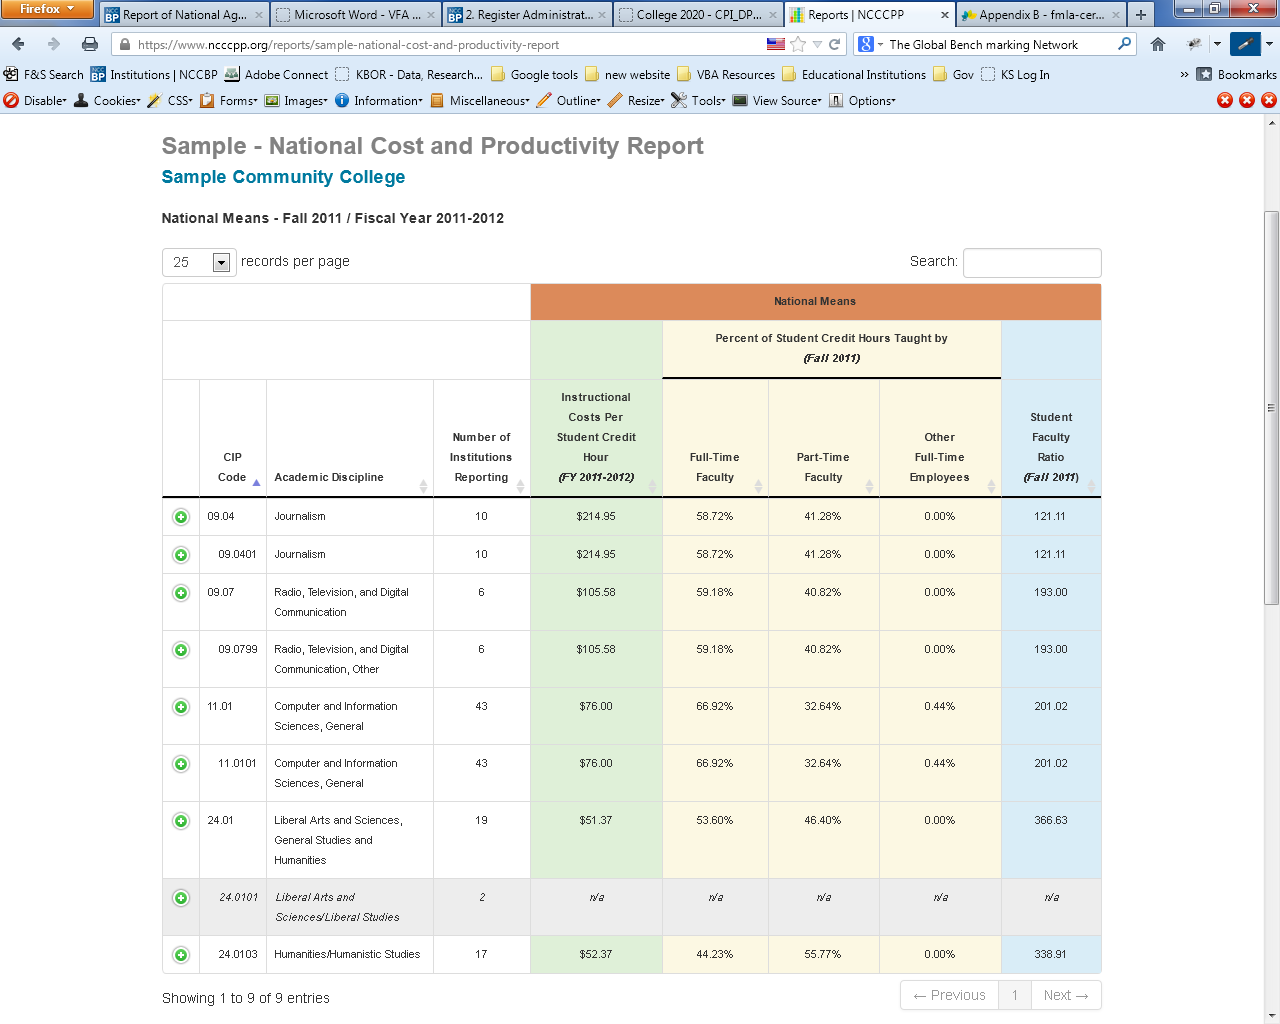 Firefox
Report of National Ag...
Microsoft Word - VFA ...
2. Register Administrat...
College 2020 - CPI_DP...
Reports | NCCCPP
Appendix B - fmla-cer...
https://www.ncccpp.org/reports/sample-national-cost-and-productivity-report
The Global Bench marking Network
F&S Search
Institutions | NCCBP
Adobe Connect
KBOR - Data, Research...
Google tools
new website
VBA Resources
Educational Institutions
Gov
KS Log In
»
Bookmarks
Disable
Cookies
CSS
Forms
Images
Information
Miscellaneous
Outline
Resize
Tools
View Source
Options
Sample - National Cost and Productivity Report
Sample Community College
National Means - Fall 2011 / Fiscal Year 2011-2012
25 records per page
Search:
National Means
Percent of Student Credit Hours Taught by
(Fall 2011)
CIP
Code
Academic Discipline
Number of
Institutions
Reporting
Instructional
Costs Per
Student Credit
Hour
(FY 2011-2012)
Full-Time
Faculty
Part-Time
Faculty
Other
Full-Time
Employees
Student
Faculty
Ratio
(Fall 2011)
09.04 Journalism 10 $214.95 58.72% 41.28% 0.00% 121.11
09.0401 Journalism 10 $214.95 58.72% 41.28% 0.00% 121.11
09.07 Radio, Television, and Digital 6 $105.58 59.18% 40.82% 0.00% 193.00
Communication
09.0799 Radio, Television, and Digital 6 $105.58 59.18% 40.82% 0.00% 193.00
Communication, Other
11.01 Computer and Information 43 $76.00 66.92% 32.64% 0.44% 201.02
Sciences, General
11.0101 Computer and Information 43 $76.00 66.92% 32.64% 0.44% 201.02
Sciences, General
24.01 Liberal Arts and Sciences, 19 $51.37 53.60% 46.40% 0.00% 366.63
General Studies and
Humanities
24.0101 Liberal Arts and 2 n/a n/a n/a n/a n/a
Sciences/Liberal Studies
24.0103 Humanities/Humanistic Studies 17 $52.37 44.23% 55.77% 0.00% 338.91
Showing 1 to 9 of 9 entries
← Previous 1 Next →